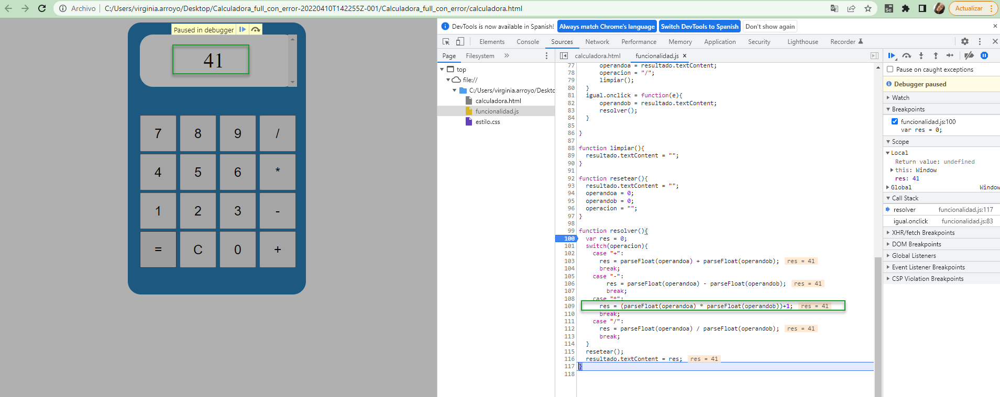 Archivo | C:/Users/virginia.arroyo/Desktop/Calculadora_full_con_error-20220410T142255Z-001/Calculadora_full_con_error/calculadora.html
Se
Actualizar
Paused in debugger
41
7 8 9 /
4 5 6 *
1 2 3 -
= C 0 +
DevTools is now available in Spanish! Always match Chrome's language Switch DevTools to Spanish Don't show again
Elements Console Sources Network Performance Memory Application Security Lighthouse Recorder
Page Filesystem
top
file://
C:/Users/virginia.arroyo/Deskto
calculadora.html
funcionalidad.js
estilo.css
calculadora.html funcionalidad.js
77 operandoa = resultado.textContent;
78 operacion = "/";
79 limpiar();
80 }
81 igual.onclick = function(e){
82 operandob = resultado.textContent;
83 resolver();
84 }
85
86 }
87
88 function limpiar(){
89 resultado.textContent = "";
90 }
91
92 function resetear(){
93 resultado.textContent = "";
94 operandoa = 0;
95 operandob = 0;
96 operacion = "";
97 }
98
99 function resolver(){
100 var res = 0;
101 switch(operacion){
102 case "+":
103 res = parseFloat(operandoa) + parseFloat(operandob); res = 41
104 break;
105 case "-":
106 res = parseFloat(operandoa) - parseFloat(operandob); res = 41
107 break;
108 case "*":
109 res = (parseFloat(operandoa) * parseFloat(operandob))+1; res = 41
110 break;
111 case "/":
112 res = parseFloat(operandoa) / parseFloat(operandob); res = 41
113 break;
114 }
115 resetear();
116 resultado.textContent = res; res = 41
117 }
118
Pause on caught exceptions
Debugger paused
Watch
Breakpoints
funcionalidad.js:100
var res = 0;
Scope
Local
Return value: undefined
this: Window
res: 41
Global Window
Call Stack
resolver funcionalidad.js:117
igual.onclick funcionalidad.js:83
XHR/fetch Breakpoints
DOM Breakpoints
Global Listeners
Event Listener Breakpoints
CSP Violation Breakpoints